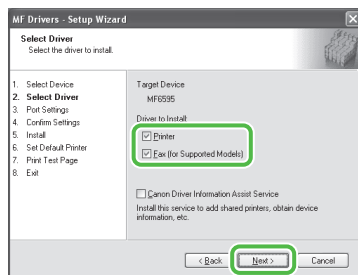 MF Drivers - Setup Wizard
Select Driver
Select the driver to install.
1. Select Device
2. Select Driver
3. Port Settings
4. Confirm Settings
5. Install
6. Set Default Printer
7. Print Test Page
8. Exit
Target Device
MF6595
Driver to Install
Printer
Fax (for Supported Models)
Canon Driver Information Assist Service
Install this service to add shared printers, obtain device
information, etc.
< Back
Next >
Cancel